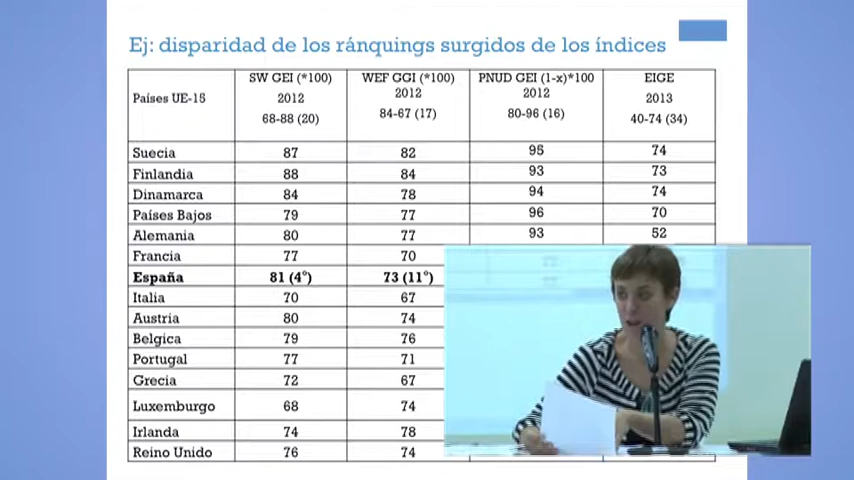 Ej: disparidad de los ránquings surgidos de los índices
Países UE-15 SW GEI (*100) 2012 68-88 (20) WEF GGI (*100) 2012 84-67 (17) PNUD GEI (1-x)*100 2012 80-96 (16) EIGE 2013 40-74 (34)
Suecia 87 82 95 74
Finlandia 88 84 93 73
Dinamarca 84 78 94 74
Países Bajos 79 77 96 70
Alemania 80 77 93 52
Francia 77 70
España 81 (4°) 73 (11°)
Italia 70 67
Austria 80 74
Belgica 79 76
Portugal 77 71
Grecia 72 67
Luxemburgo 68 74
Irlanda 74 78
Reino Unido 76 74